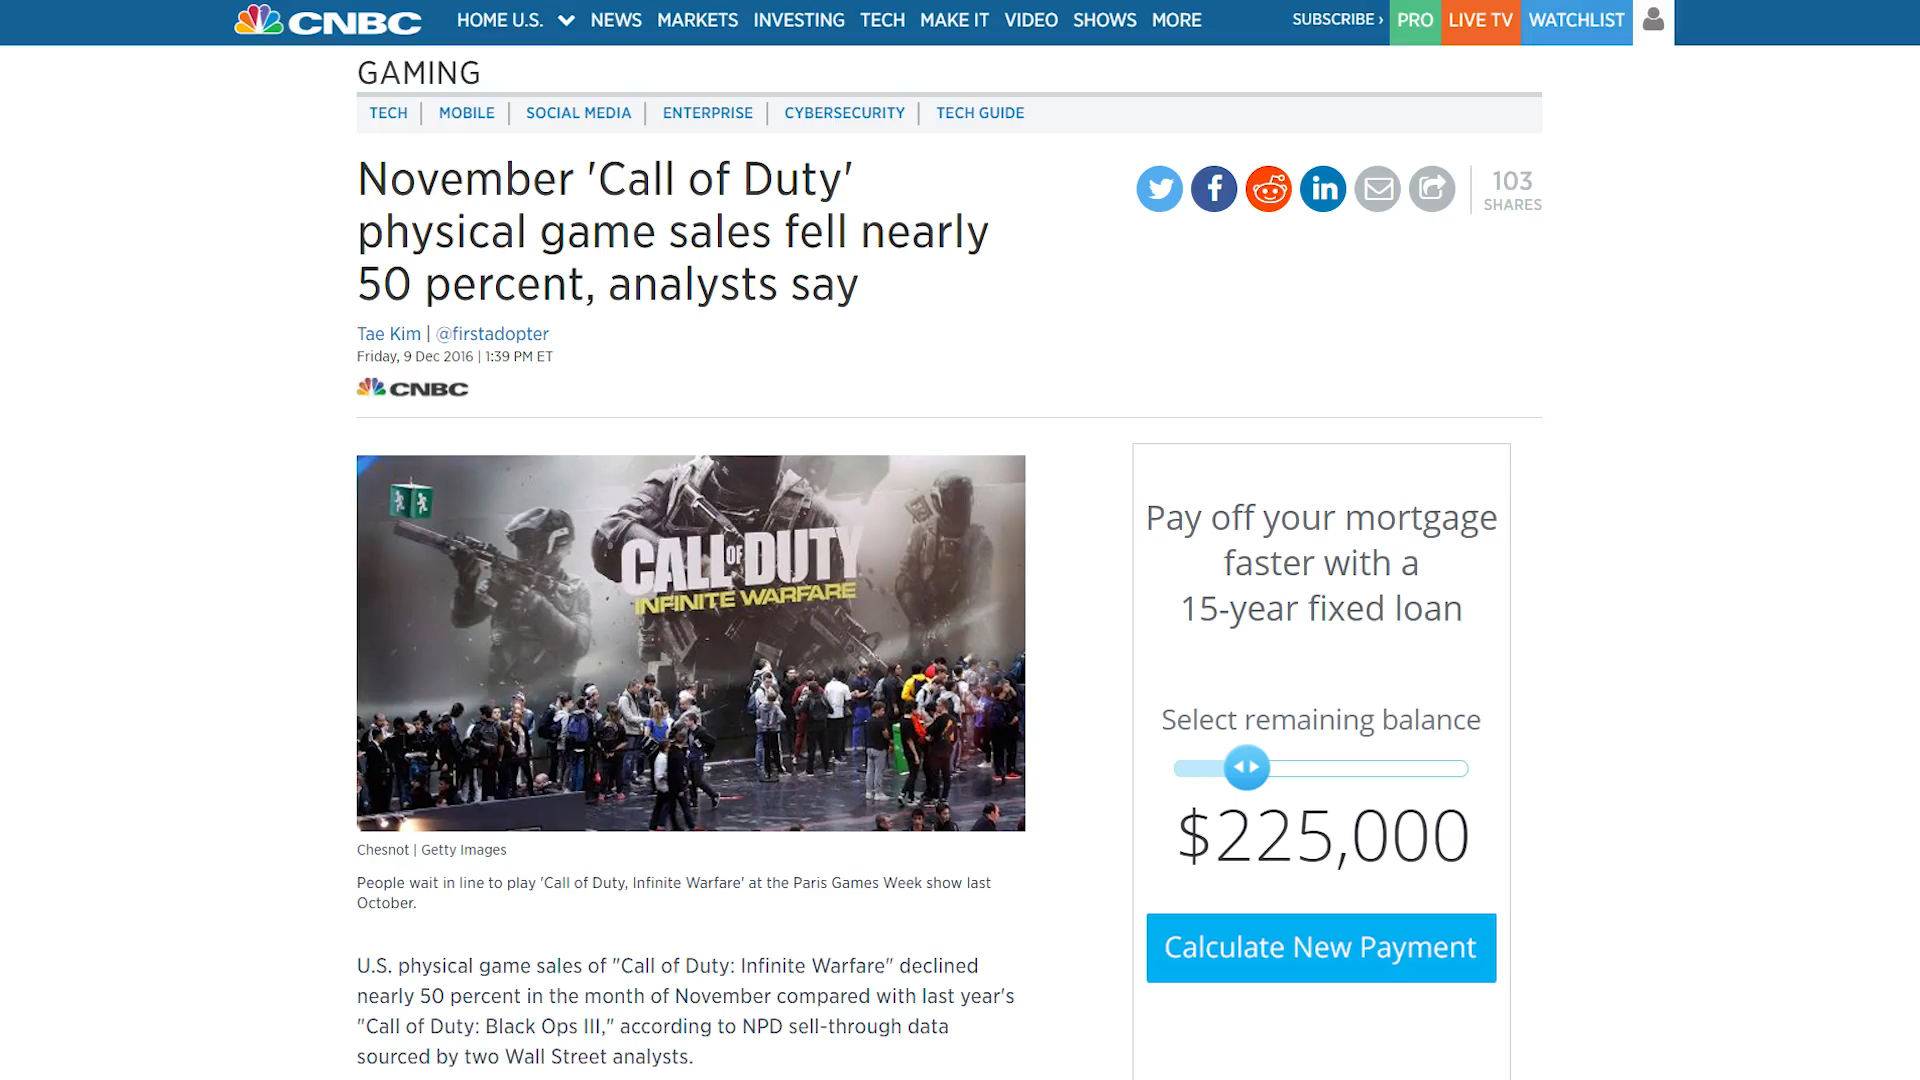 CNBC HOME U.S. NEWS MARKETS INVESTING TECH MAKE IT VIDEO SHOWS MORE SUBSCRIBE › PRO LIVE TV WATCHLIST
GAMING
TECH MOBILE SOCIAL MEDIA ENTERPRISE CYBERSECURITY TECH GUIDE
November 'Call of Duty'
physical game sales fell nearly
50 percent, analysts say
103
SHARES
Tae Kim | @firstadopter
Friday, 9 Dec 2016 | 1:39 PM ET
CNBC
CALL OF DUTY
INFINITE WARFARE
Chesnot | Getty Images
People wait in line to play 'Call of Duty, Infinite Warfare' at the Paris Games Week show last
October.
U.S. physical game sales of "Call of Duty: Infinite Warfare" declined
nearly 50 percent in the month of November compared with last year's
"Call of Duty: Black Ops III," according to NPD sell-through data
sourced by two Wall Street analysts.
Pay off your mortgage
faster with a
15-year fixed loan
Select remaining balance
$225,000
Calculate New Payment